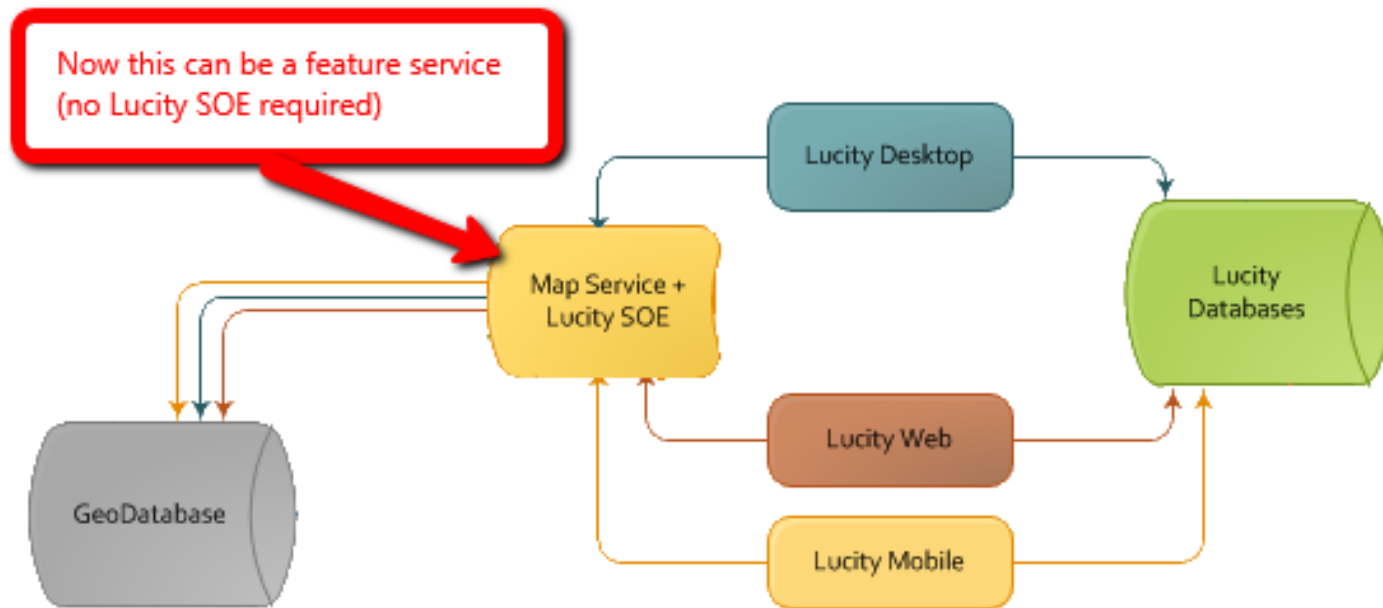 Now this can be a feature service
(no Lucity SOE required)
Lucity Desktop
Map Service +
Lucity SOE
Lucity
Databases
Lucity Web
GeoDatabase
Lucity Mobile